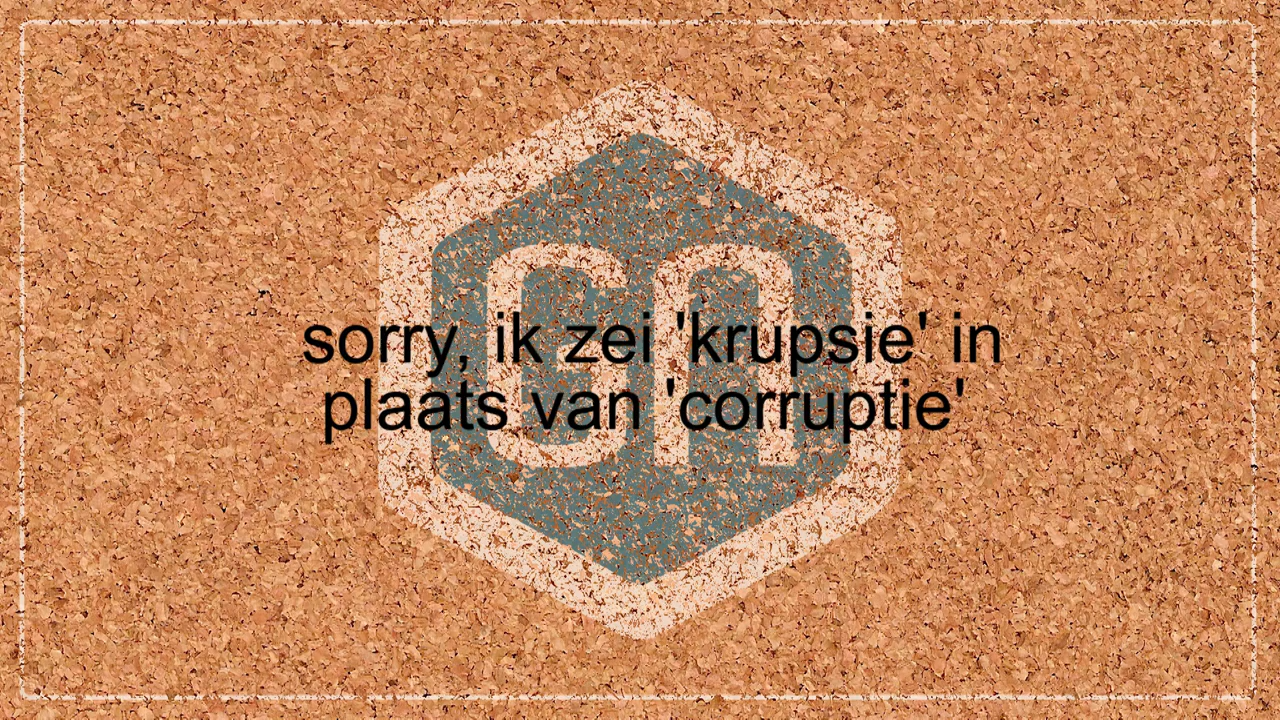 sorry, ik zei 'krupsie' in
plaats van 'corruptie'